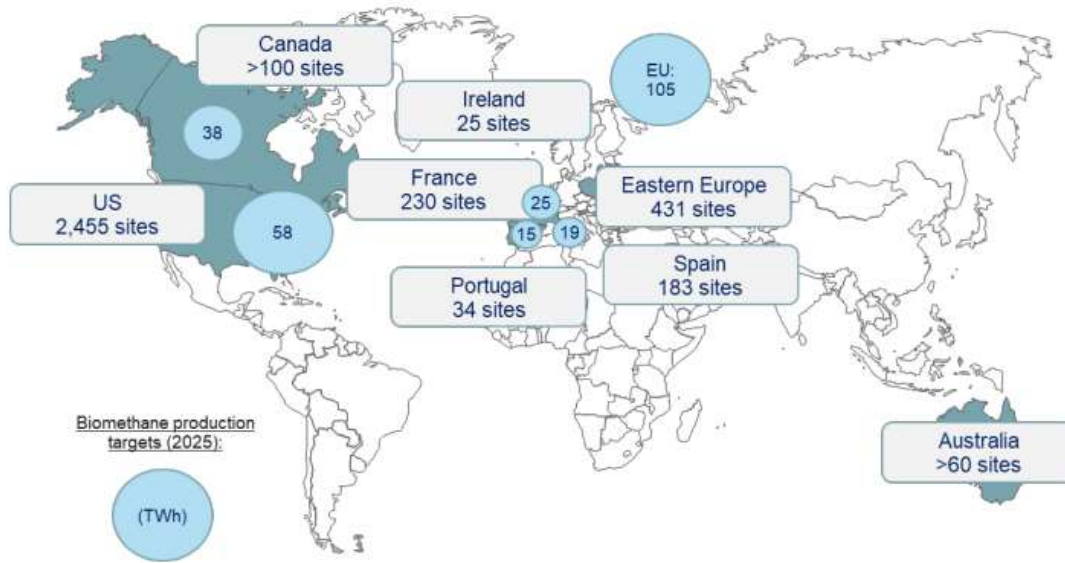 Canada
>100 sites
EU:
105
Ireland
25 sites
38
France
230 sites
25
Eastern Europe
431 sites
US
2,455 sites
58
15
19
Spain
183 sites
Portugal
34 sites
Biomethane production
targets (2025):
Australia
>60 sites
(TWh)